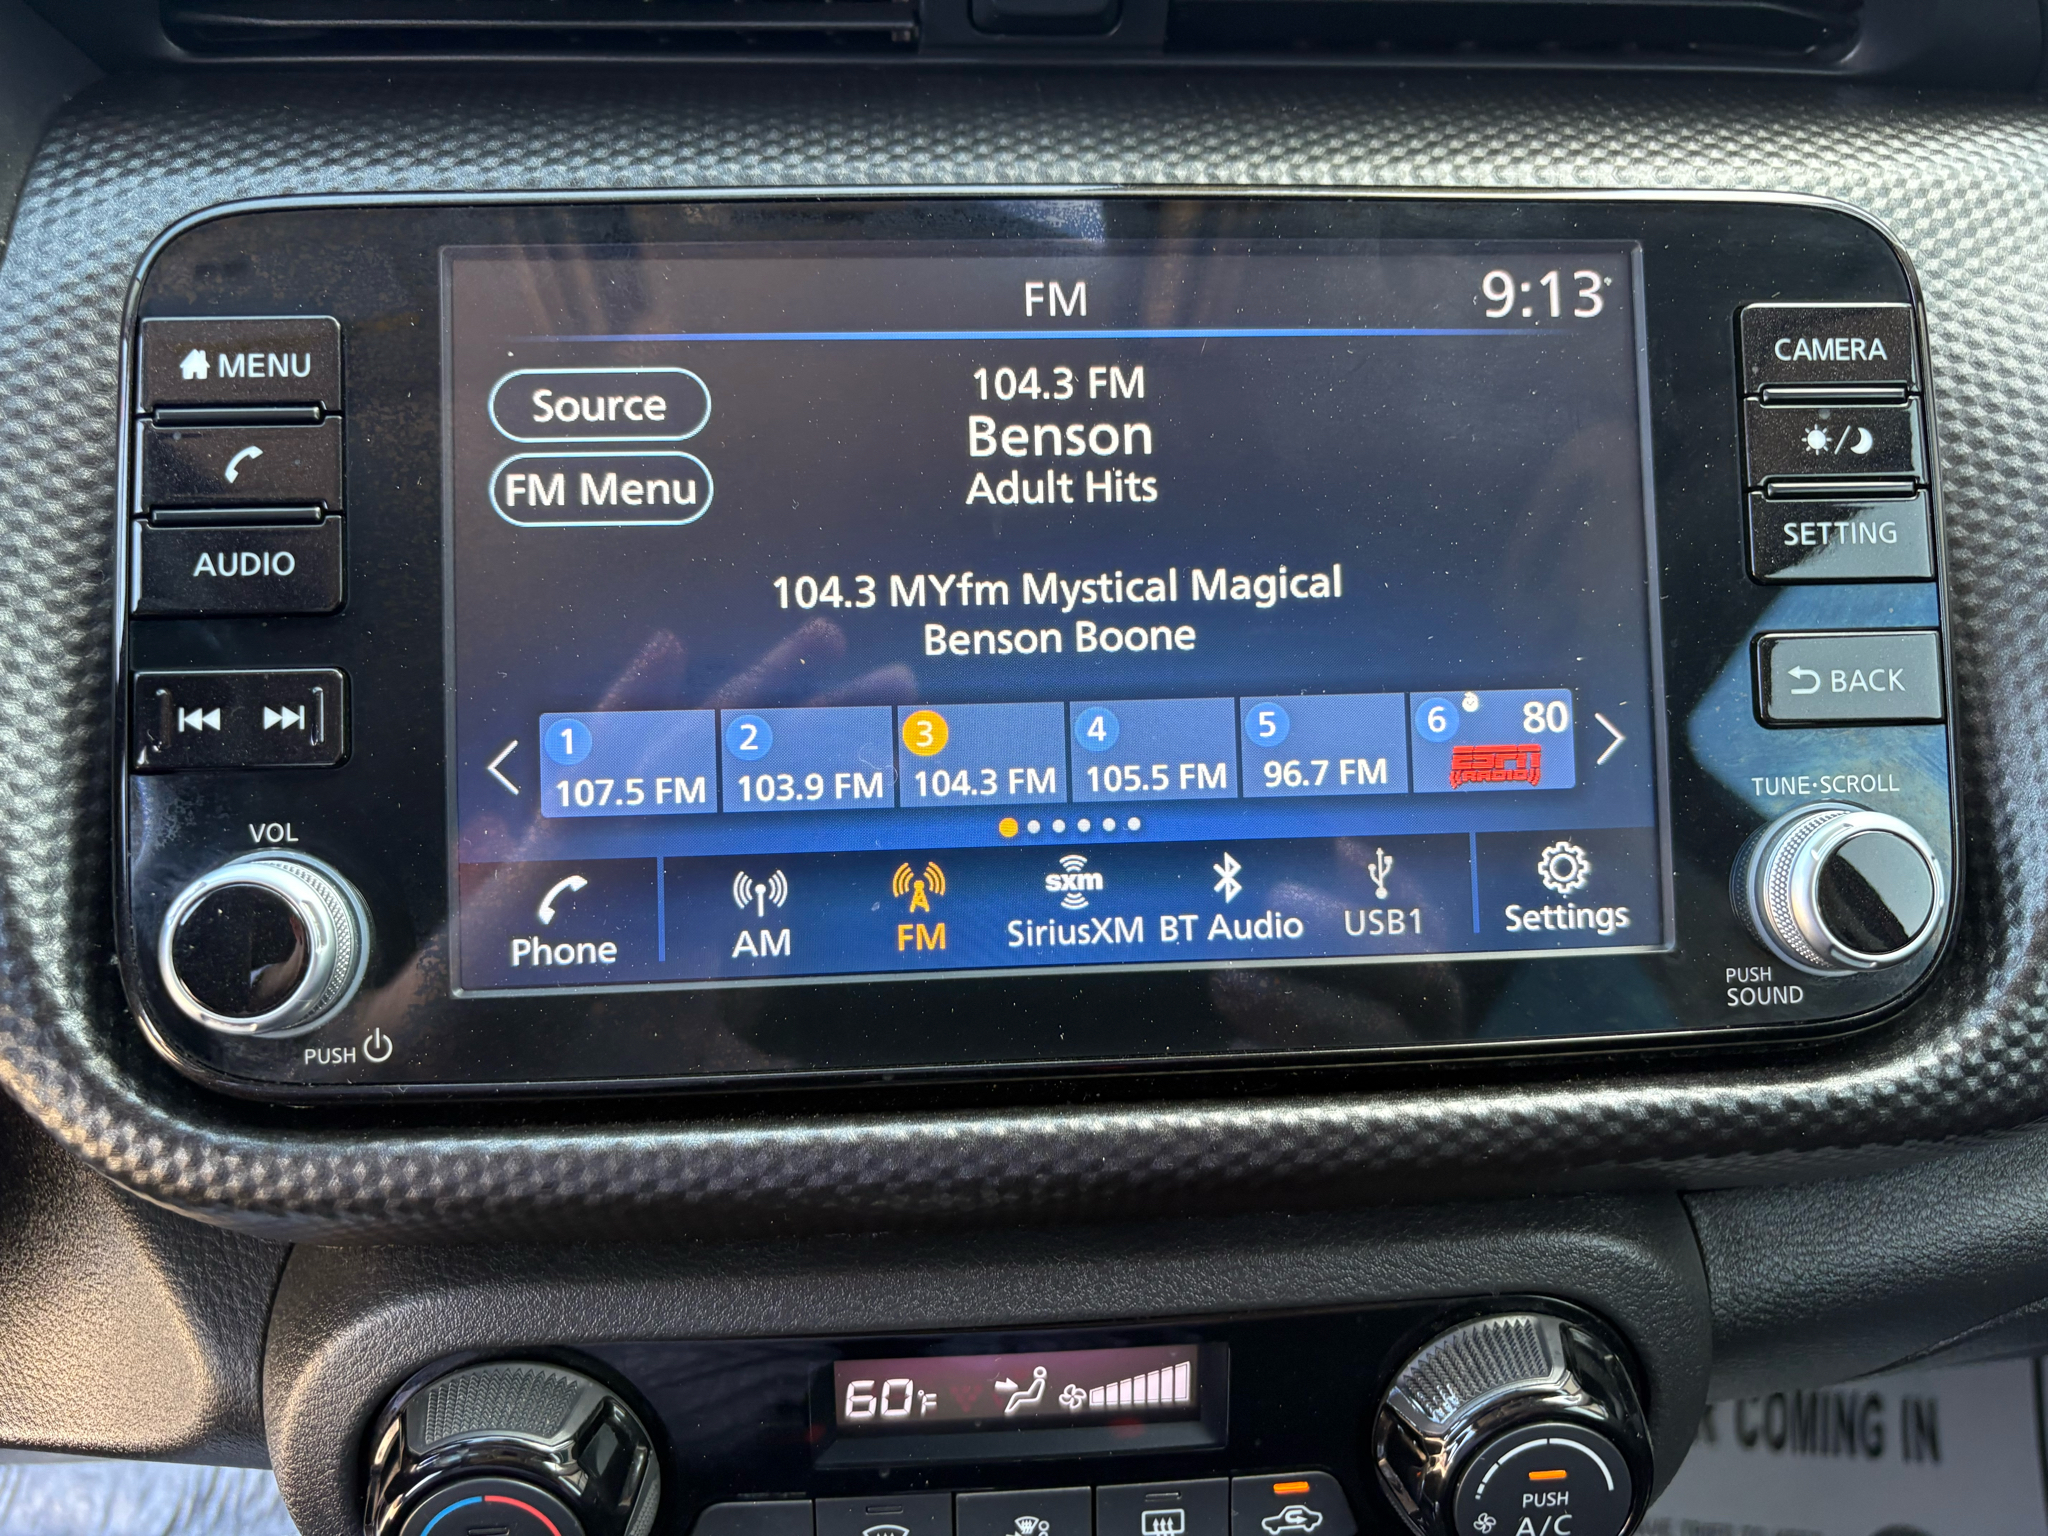 FM
9:13
MENU
AUDIO
VOL
PUSH
Source
FM Menu
104.3 FM
Benson
Adult Hits
104.3 MYfm Mystical Magical
Benson Boone
1
107.5 FM
2
103.9 FM
3
104.3 FM
4
105.5 FM
5
96.7 FM
6
80
ESPN
RADIO
Phone
AM
FM
sxm
SiriusXM
BT Audio
USB1
Settings
CAMERA
SETTING
BACK
TUNE·SCROLL
PUSH
SOUND
60°F
COMING IN
PUSH
A/C